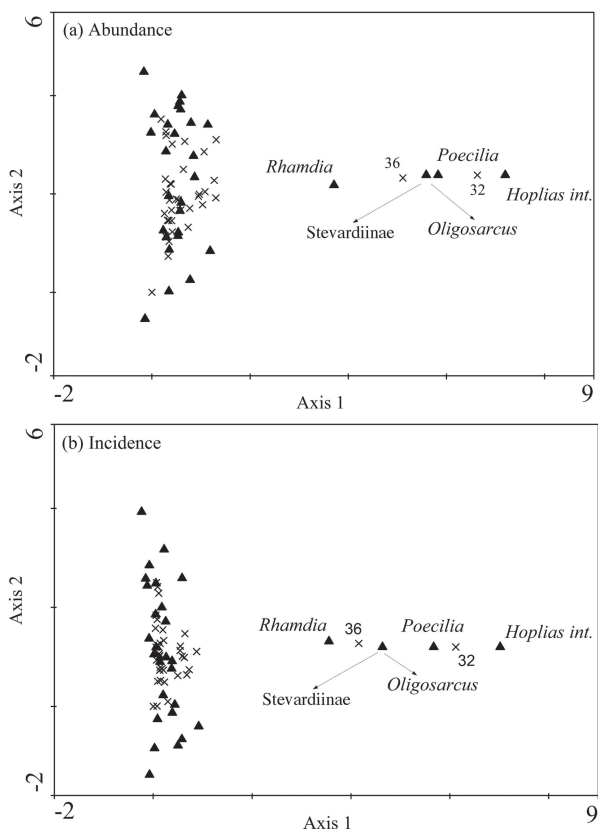 6
(a) Abundance
Axis 2
Rhamdia
36
Poecilia
32
Hoplias int.
Stevardiinae
Oligosarcus
-2
-2
Axis 1
9
6
(b) Incidence
Axis 2
Rhamdia
36
Poecilia
32
Hoplias int.
Stevardiinae
Oligosarcus
-2
-2
Axis 1
9